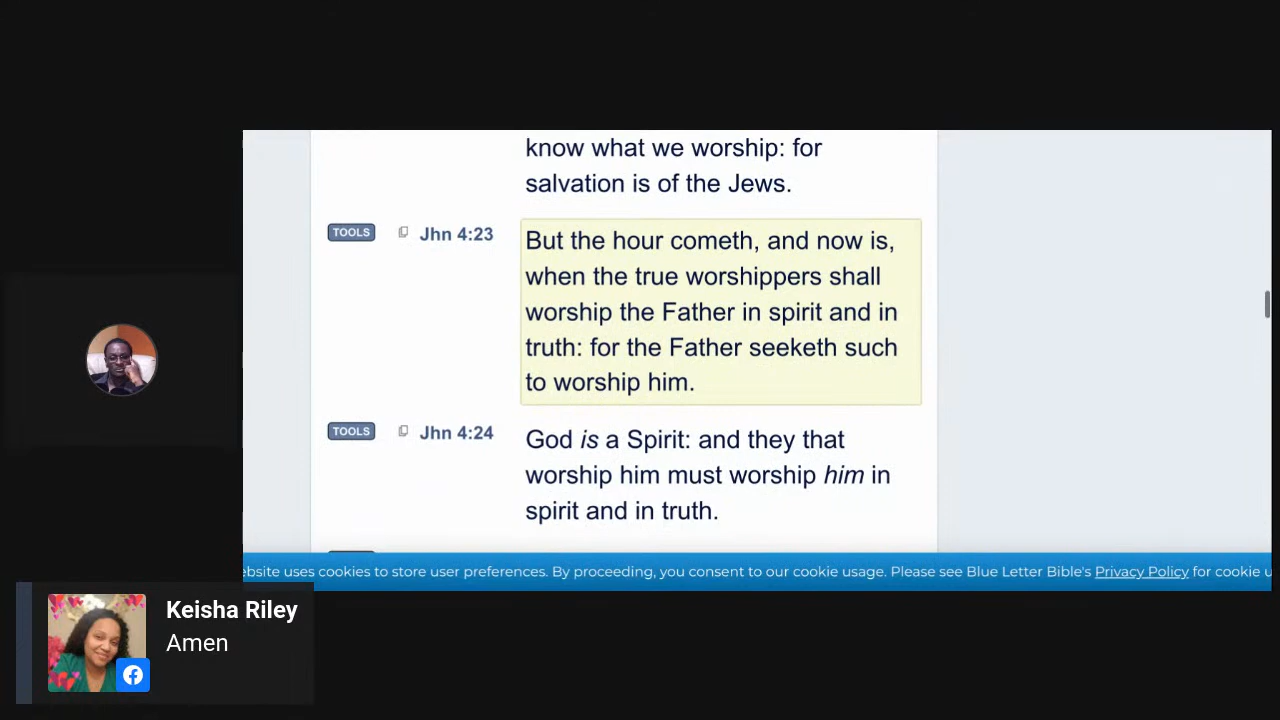 know what we worship: for
salvation is of the Jews.
TOOLS Jhn 4:23 But the hour cometh, and now is,
when the true worshippers shall
worship the Father in spirit and in
truth: for the Father seeketh such
to worship him.
TOOLS Jhn 4:24 God is a Spirit: and they that
worship him must worship him in
spirit and in truth.
ebsite uses cookies to store user preferences. By proceeding, you consent to our cookie usage. Please see Blue Letter Bible's Privacy Policy for cookie u
Keisha Riley
Amen